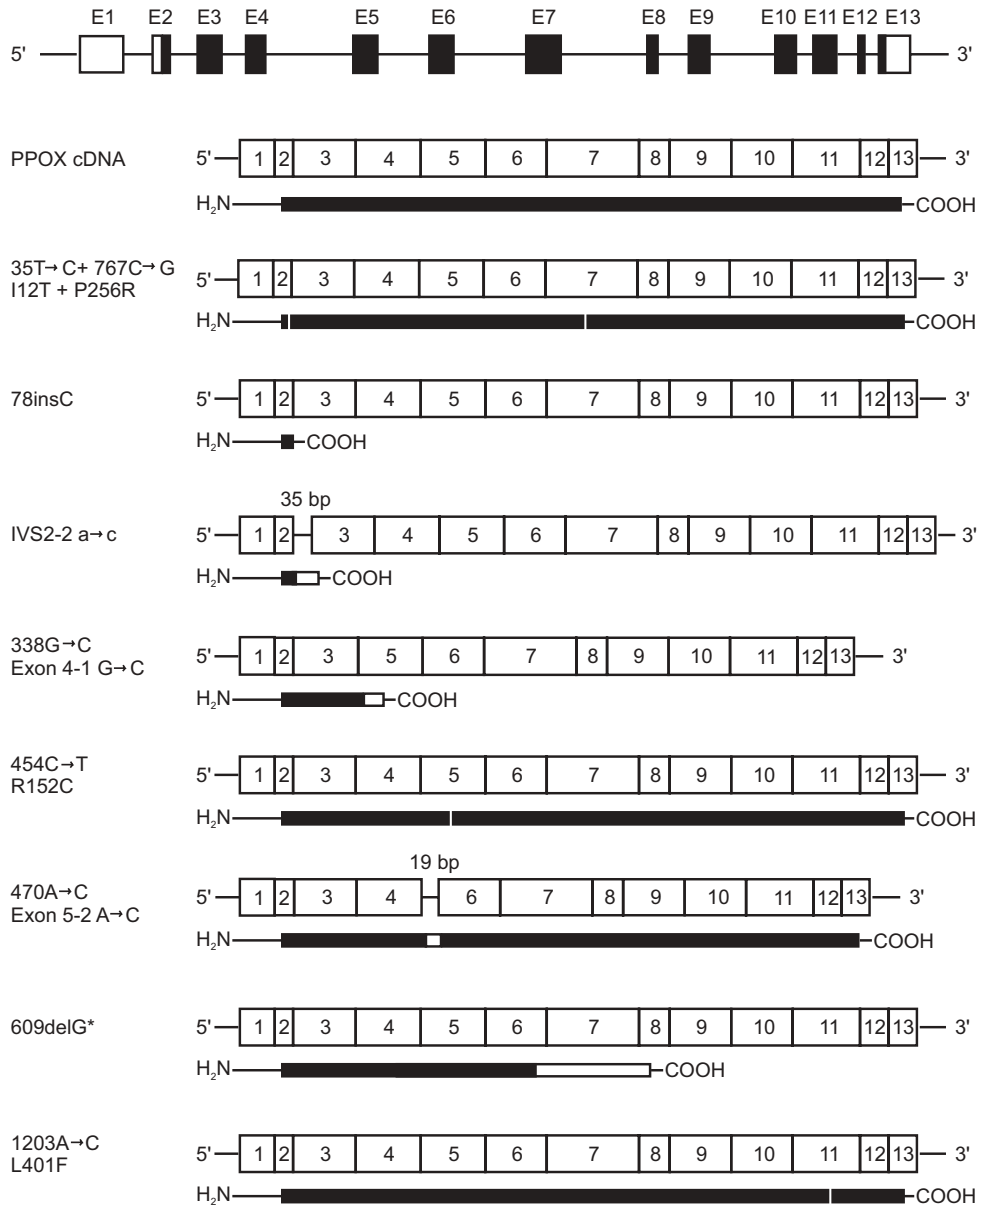 E1 E2 E3 E4 E5 E6 E7 E8 E9 E10 E11 E12 E13
5' 3'
PPOX cDNA 5' 1 2 3 4 5 6 7 8 9 10 11 12 13 3'
H₂N COOH
35T→C+ 767C→G
I12T + P256R 5' 1 2 3 4 5 6 7 8 9 10 11 12 13 3'
H₂N COOH
78insC 5' 1 2 3 4 5 6 7 8 9 10 11 12 13 3'
H₂N COOH
35 bp
IVS2-2 a→c 5' 1 2 3 4 5 6 7 8 9 10 11 12 13 3'
H₂N COOH
338G→C
Exon 4-1 G→C 5' 1 2 3 5 6 7 8 9 10 11 12 13 3'
H₂N COOH
454C→T
R152C 5' 1 2 3 4 5 6 7 8 9 10 11 12 13 3'
H₂N COOH
19 bp
470A→C
Exon 5-2 A→C 5' 1 2 3 4 6 7 8 9 10 11 12 13 3'
H₂N COOH
609delG* 5' 1 2 3 4 5 6 7 8 9 10 11 12 13 3'
H₂N COOH
1203A→C
L401F 5' 1 2 3 4 5 6 7 8 9 10 11 12 13 3'
H₂N COOH